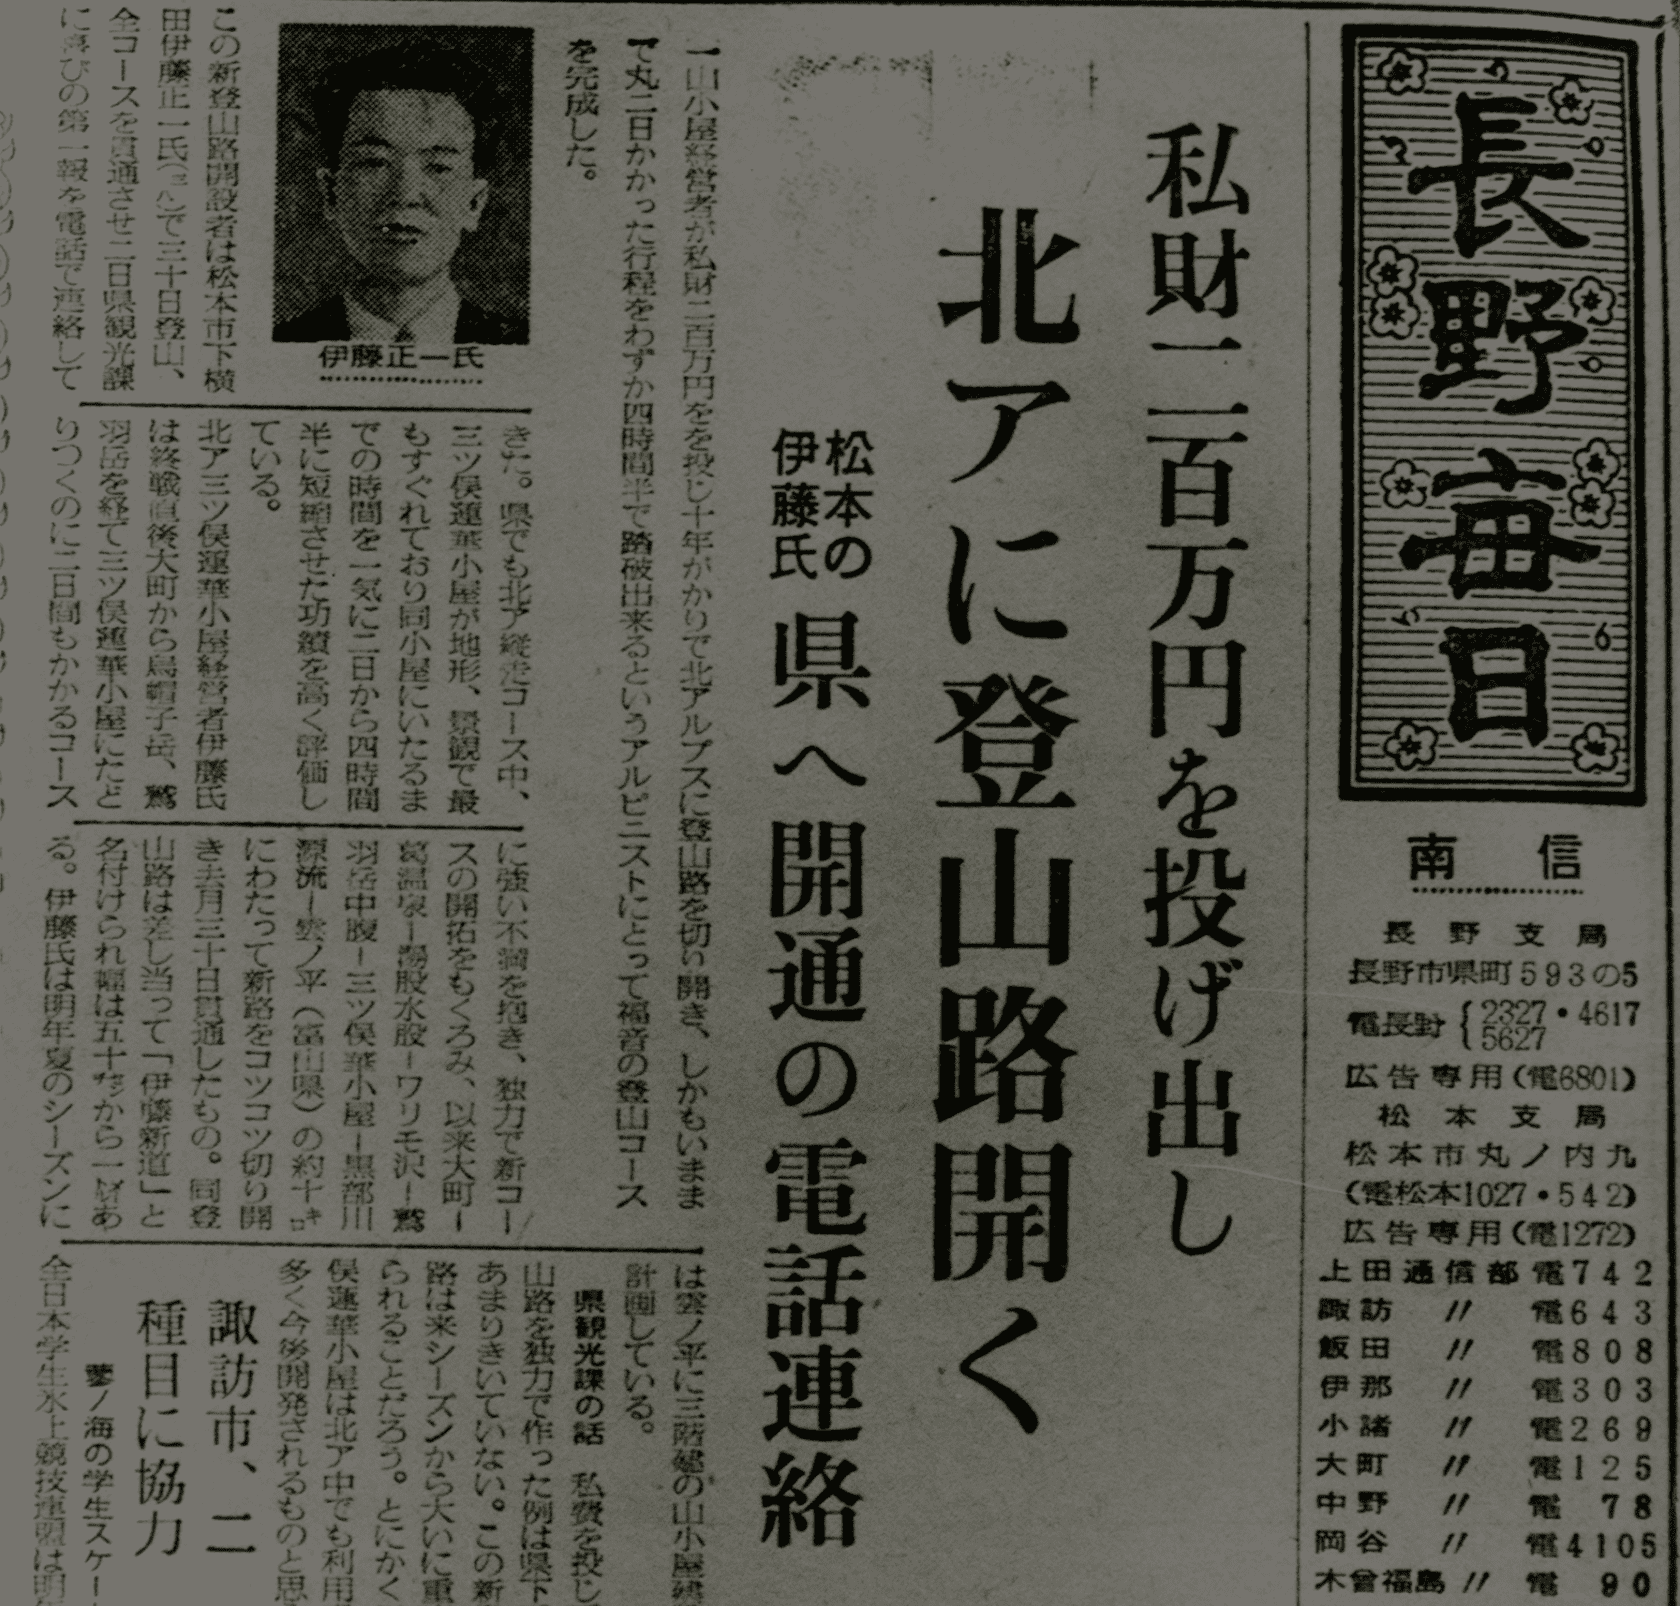 長野毎日
南信
長野支局
長野市県町593の5
電長野{2327・4617
5627
広告専用(電6801)
松本支局
松本市丸ノ内九
(電松本1027・542)
広告専用(電1272)
上田通信部 電742
諏訪 〃 電643
飯田 〃 電808
伊那 〃 電303
小諸 〃 電269
大町 〃 電125
中野 〃 電78
岡谷 〃 電4105
木曾福島〃 電90
私財二百万円を投げ出し
北アに登山路開く
松本の
伊藤氏
県へ開通の電話連絡
一山小屋経営者が私財二百万円をを投じ十年がかりで北アルプスに登山路を切い開き、しかもいまま
で丸二日かかった行程をわずか四時間半で踏破出来るというアルピニストにとって福音の登山コース
を完成した。
伊藤正一氏
この新登山路開設者は松本市下横
田伊藤正一氏で三十日登山、
全コースを貫通させ二日県観光課
に喜びの第一報を電話で連絡して
きた。県でも北ア縦走コース中、
三ツ俣蓮華小屋が地形、景観で最
もすぐれており同小屋にいたるま
での時間を一気に二日から四時間
半に短縮させた功績を高く評価し
ている。
北ア三ツ俣蓮華小屋経営者伊藤氏
は終戦直後大町から烏帽子岳、鷲
羽岳を経て三ツ俣蓮華小屋にたど
りつくのに二日間もかかるコース
に強い不満を抱き、独力で新コー
スの開拓をもくろみ、以来大町ー
葛温泉ー湯股水股ーワリモ沢ー鷲
羽岳中腹ー三ツ俣華小屋ー黒部川
源流ー雲ノ平(富山県)の約十㌔
にわたって新路をコツコツ切り開
き去月三十日貫通したもの。同登
山路は差し当って「伊藤新道」と
名付けられ幅は五十㌢から一㍍あ
る。伊藤氏は明年夏のシーズンに
は雲ノ平に三階建の山小屋建
計画している。
県観光課の話 私費を投じ
山路を独力で作った例は県下
あまりきいていない。この新
路は来シーズンから大いに重
られることだろう。とにかく
俣蓮華小屋は北ア中でも利用
多く今後開発されるものと思
諏訪市、二
種目に協力
蓼ノ海の学生スケー
全日本学生氷上競技連盟は明